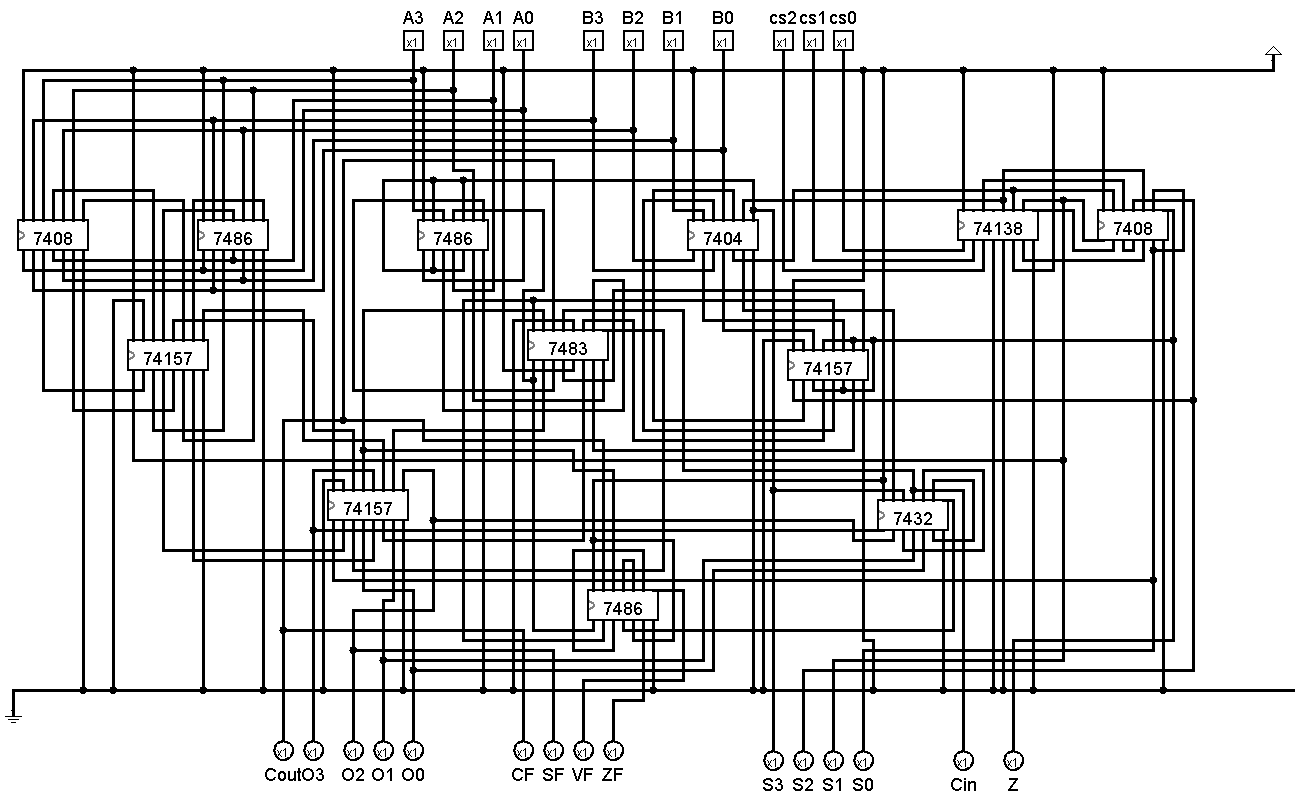 A3 A2 A1 A0 B3 B2 B1 B0 cs2 cs1 cs0
x1 x1 x1 x1 x1 x1 x1 x1 x1 x1 x1
7408 7486 7486 7404 74138 7408
74157 7483 74157
74157 7432
7486
x1 x1 x1 x1 x1 x1 x1 x1 x1 x1 x1 x1 x1 x1 x1
Cout O3 O2 O1 O0 CF SF VF ZF S3 S2 S1 S0 Cin Z